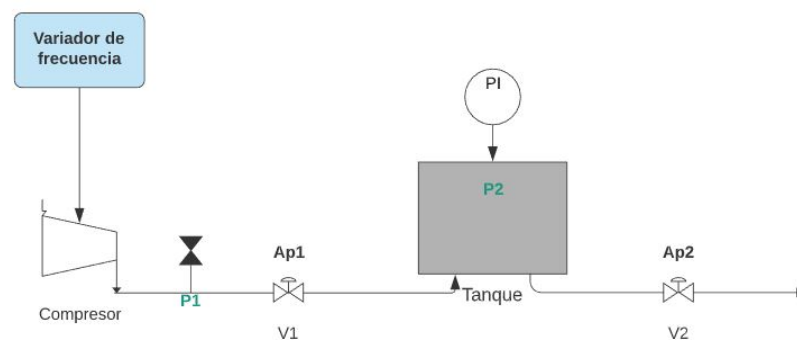 Variador de
frecuencia
PI
P2
Ap1
Ap2
P1
Tanque
Compresor
V1
V2